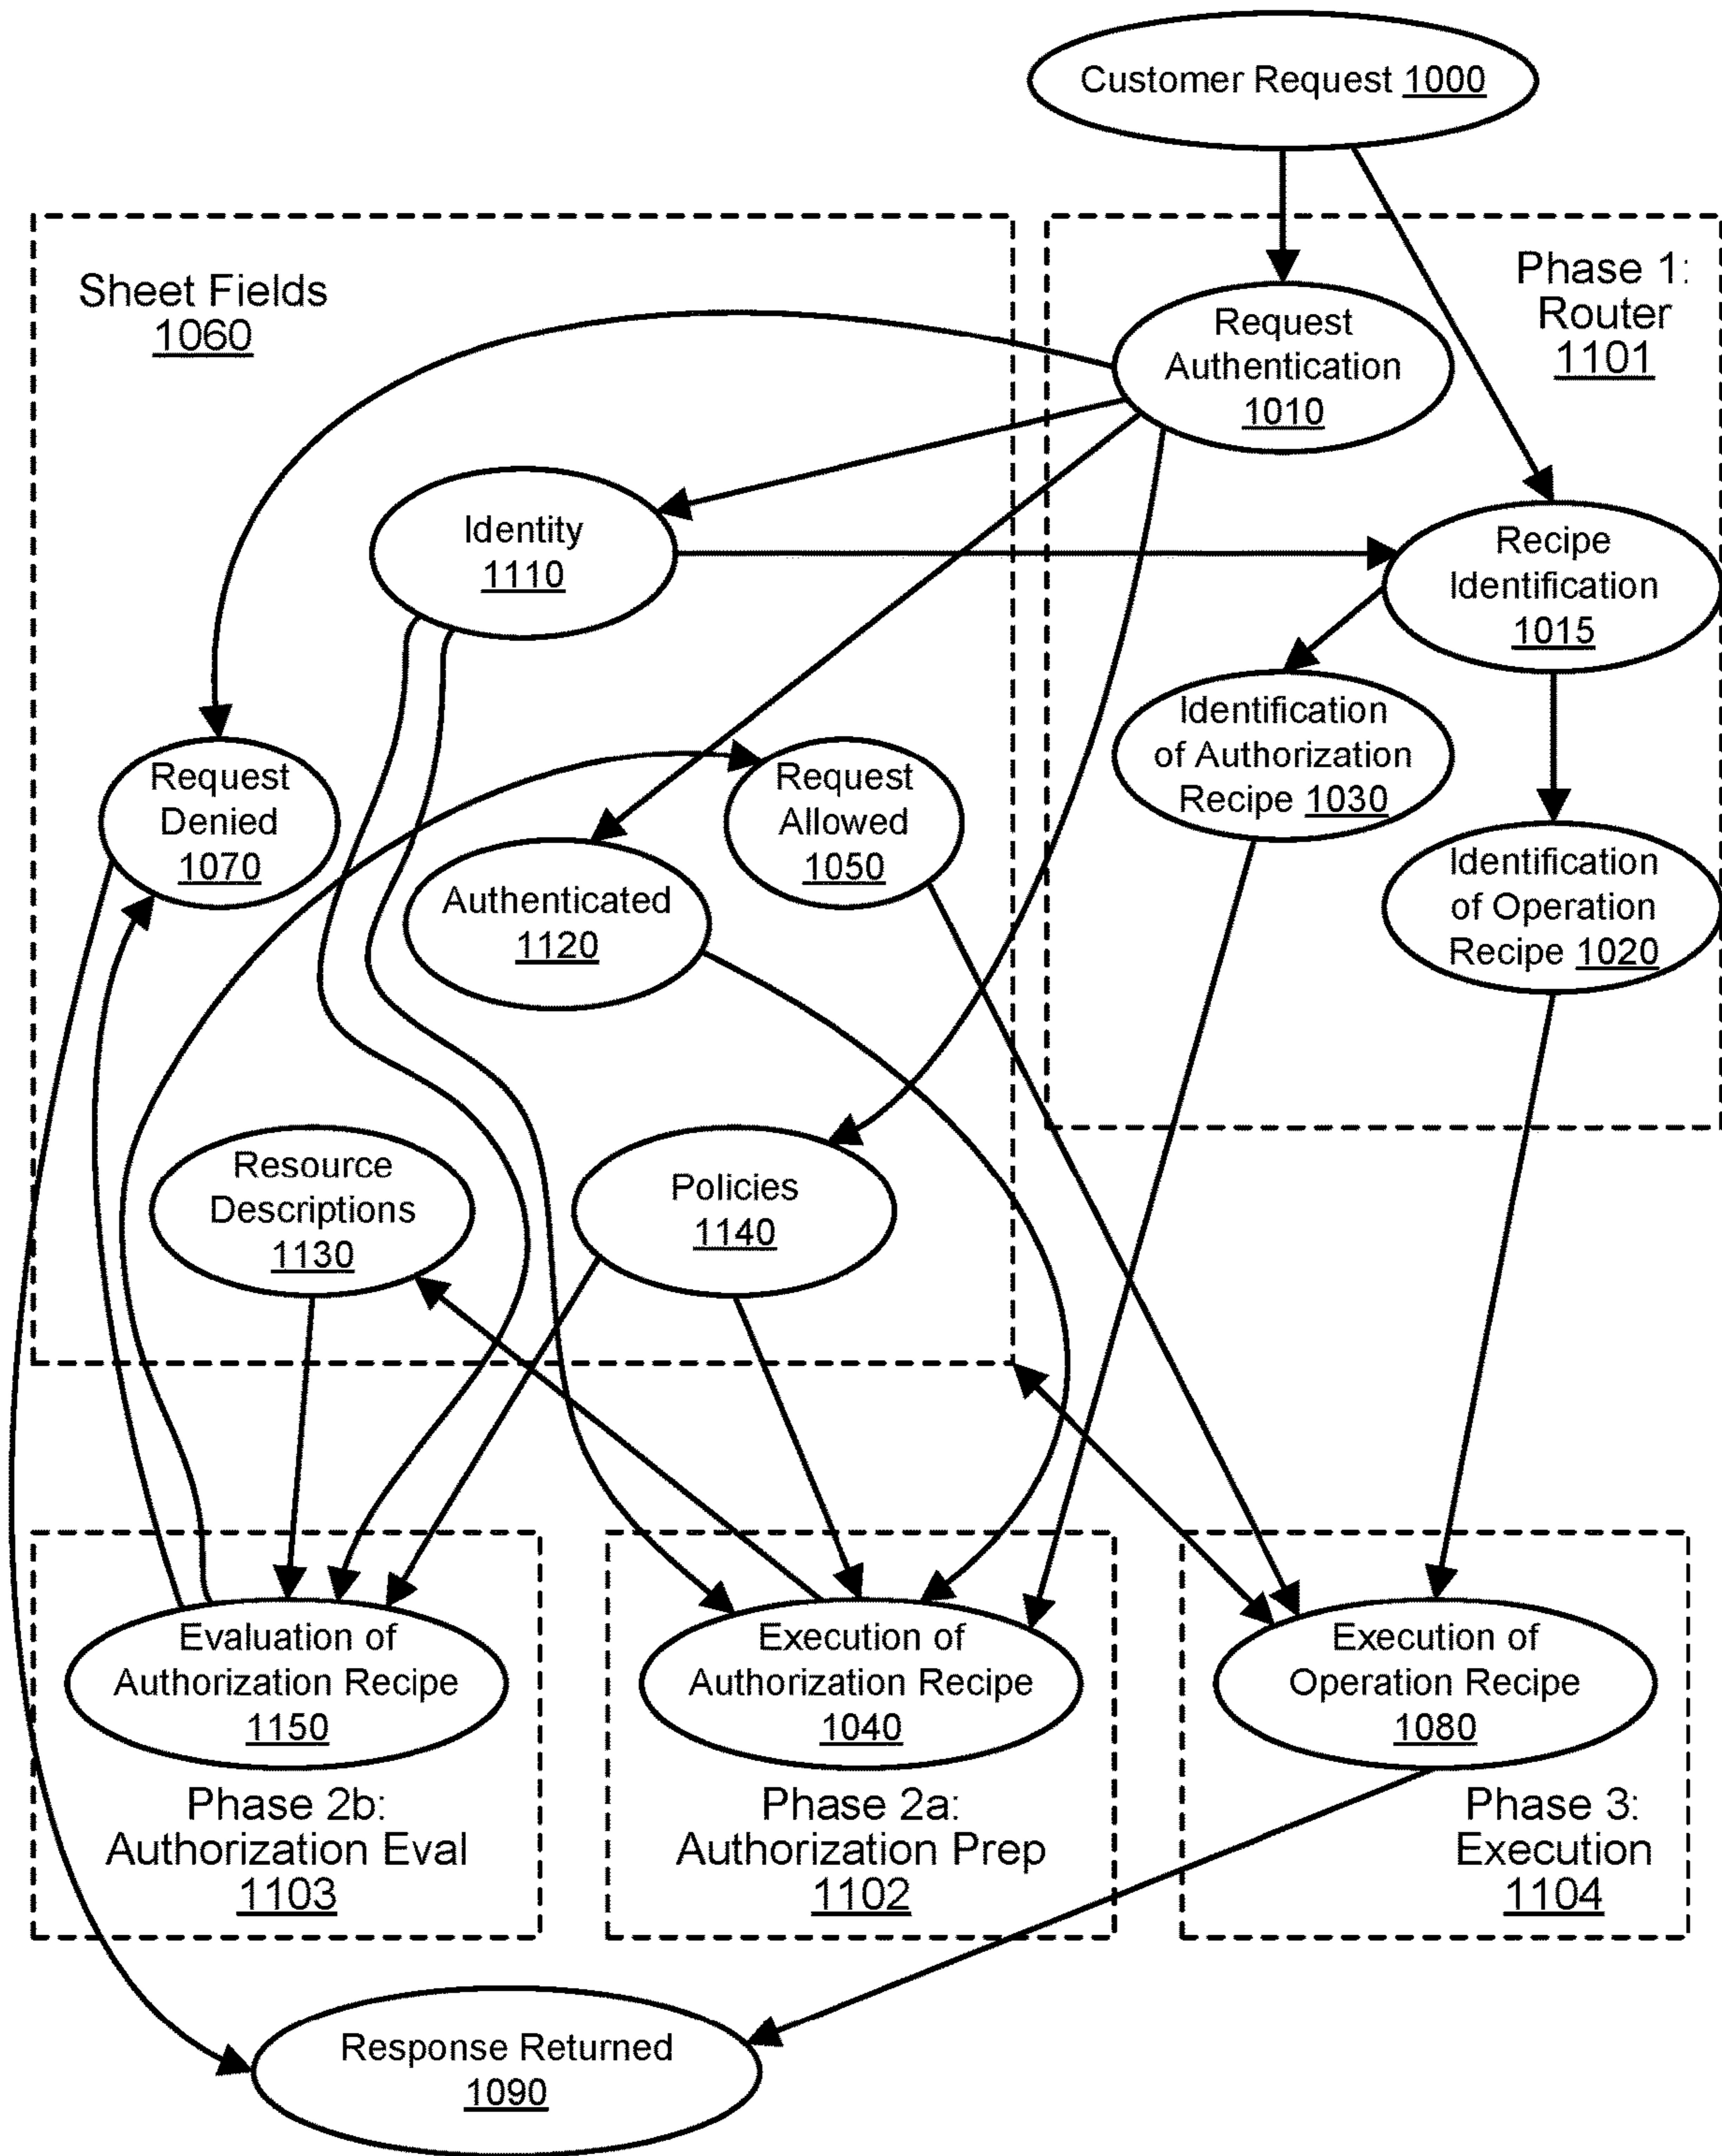 Customer Request 1000
Sheet Fields
1060
Phase 1:
Router
1101
Request
Authentication
1010
Identity
1110
Recipe
Identification
1015
Identification
of Authorization
Recipe 1030
Request
Denied
1070
Request
Allowed
1050
Authenticated
1120
Identification
of Operation
Recipe 1020
Resource
Descriptions
1130
Policies
1140
Evaluation of
Authorization Recipe
1150
Phase 2b:
Authorization Eval
1103
Execution of
Authorization Recipe
1040
Phase 2a:
Authorization Prep
1102
Execution of
Operation Recipe
1080
Phase 3:
Execution
1104
Response Returned
1090